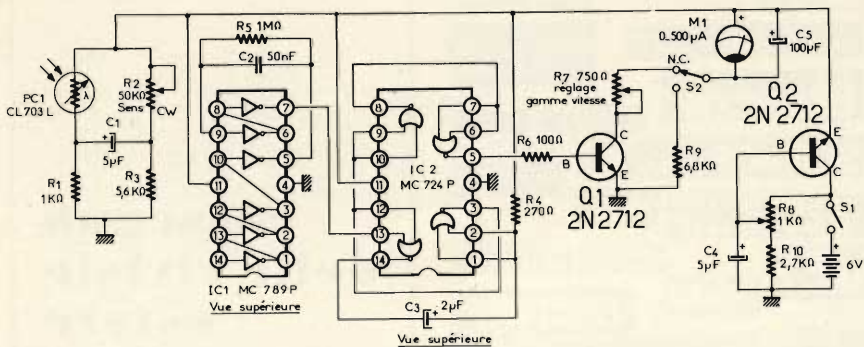 PC1
CL703 L
R1
1KΩ
C1
5µF
R2
50KΩ
Sens
CW
R3
5,6KΩ
R5 1MΩ
C2 50nF
8 7
9 6
10 5
11 4
12 3
13 2
14 1
IC1 MC 789P
Vue supérieure
8 7
9 6
10 5
IC 2
MC 724 P
11 4
12 3
13 2
14 1
C3 2µF
Vue supérieure
R6 100Ω
R4
270Ω
R7 750Ω
réglage
gamme vitesse
B
C
E
Q1
2N2712
N.C.
S2
R9
6,8KΩ
M1
0-500µA
C5
100µF
Q2
2N 2712
B
E
C
R8
1KΩ
R10
2,7KΩ
C4
5µF
S1
6V